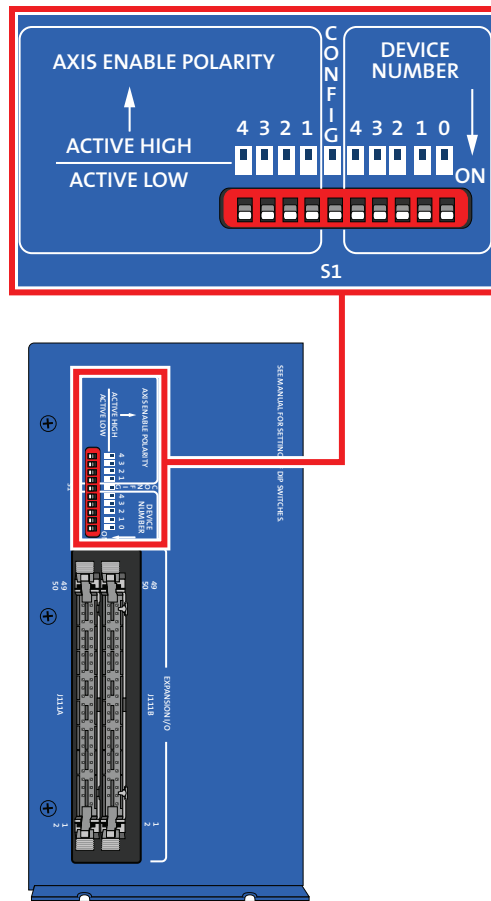 AXIS ENABLE POLARITY
ACTIVE HIGH
ACTIVE LOW
4 3 2 1
CONFIG
DEVICE
NUMBER
4 3 2 1 0
ON
S1
SEE MANUAL FOR SETTING
DIP SWITCHES
AXIS ENABLE POLARITY
ACTIVE HIGH
ACTIVE LOW
4 3 2 1
CONFIG
DEVICE
NUMBER
4 3 2 1 0
S1
49
50
49
50
EXPANSION I/O
J111A
J111B
1
2
1
2